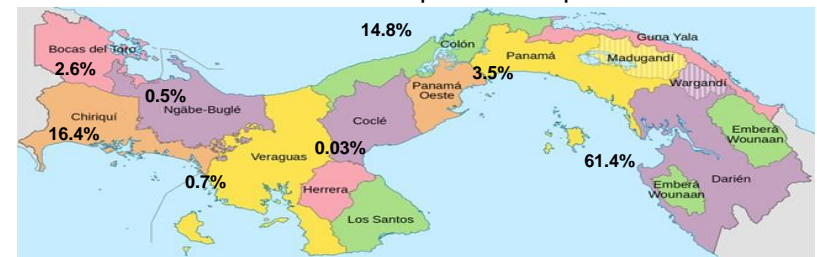 14.8%
Colón
Guna Yala
Bocas del Toro
2.6%
Panamá
Madugandí
3.5%
Wargandí
Panamá
Oeste
0.5%
Ngäbe-Buglé
Chiriquí
16.4%
Coclé
Emberá
Wounaan
0.03%
Veraguas
61.4%
0.7%
Herrera
Darién
Emberá
Wounaan
Los Santos